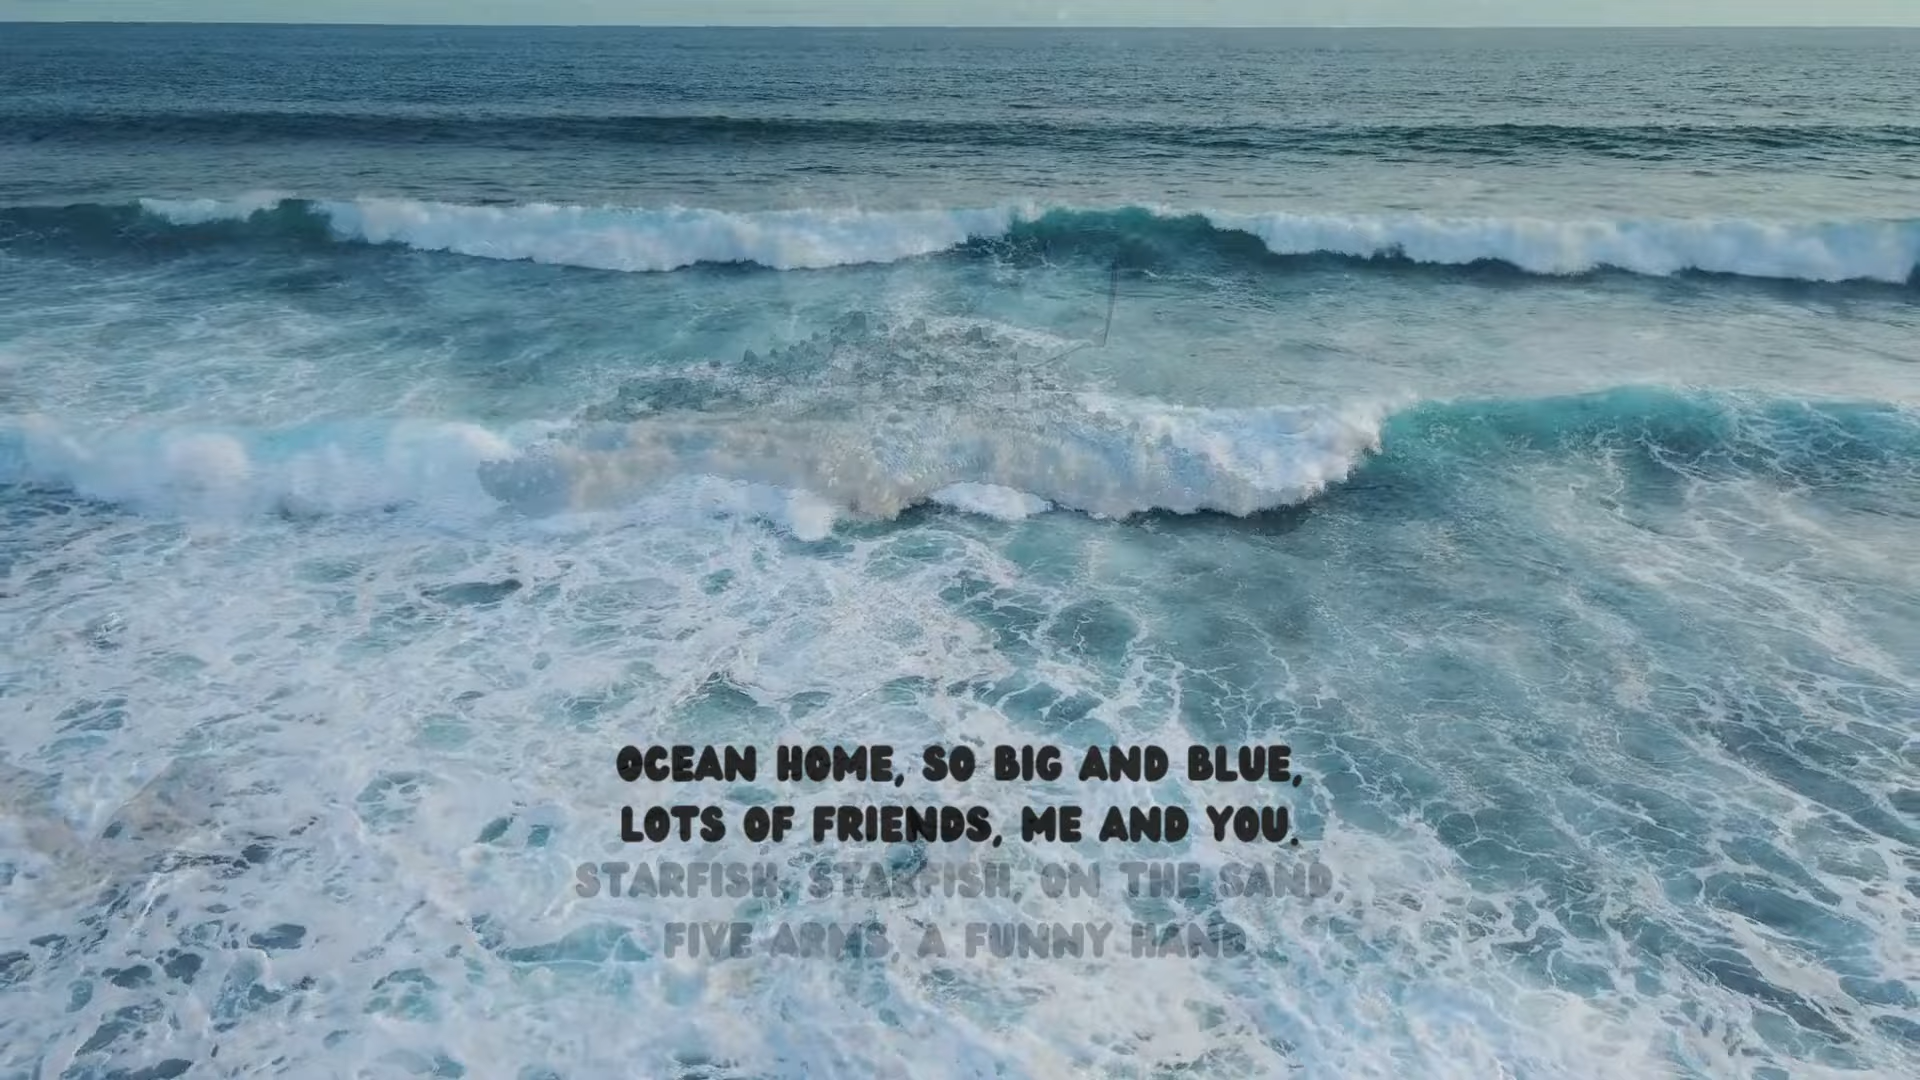 OCEAN HOME, SO BIG AND BLUE,
LOTS OF FRIENDS, ME AND YOU.
STARFISH, STARFISH, ON THE SAND,
FIVE ARMS, A FUNNY HAND.